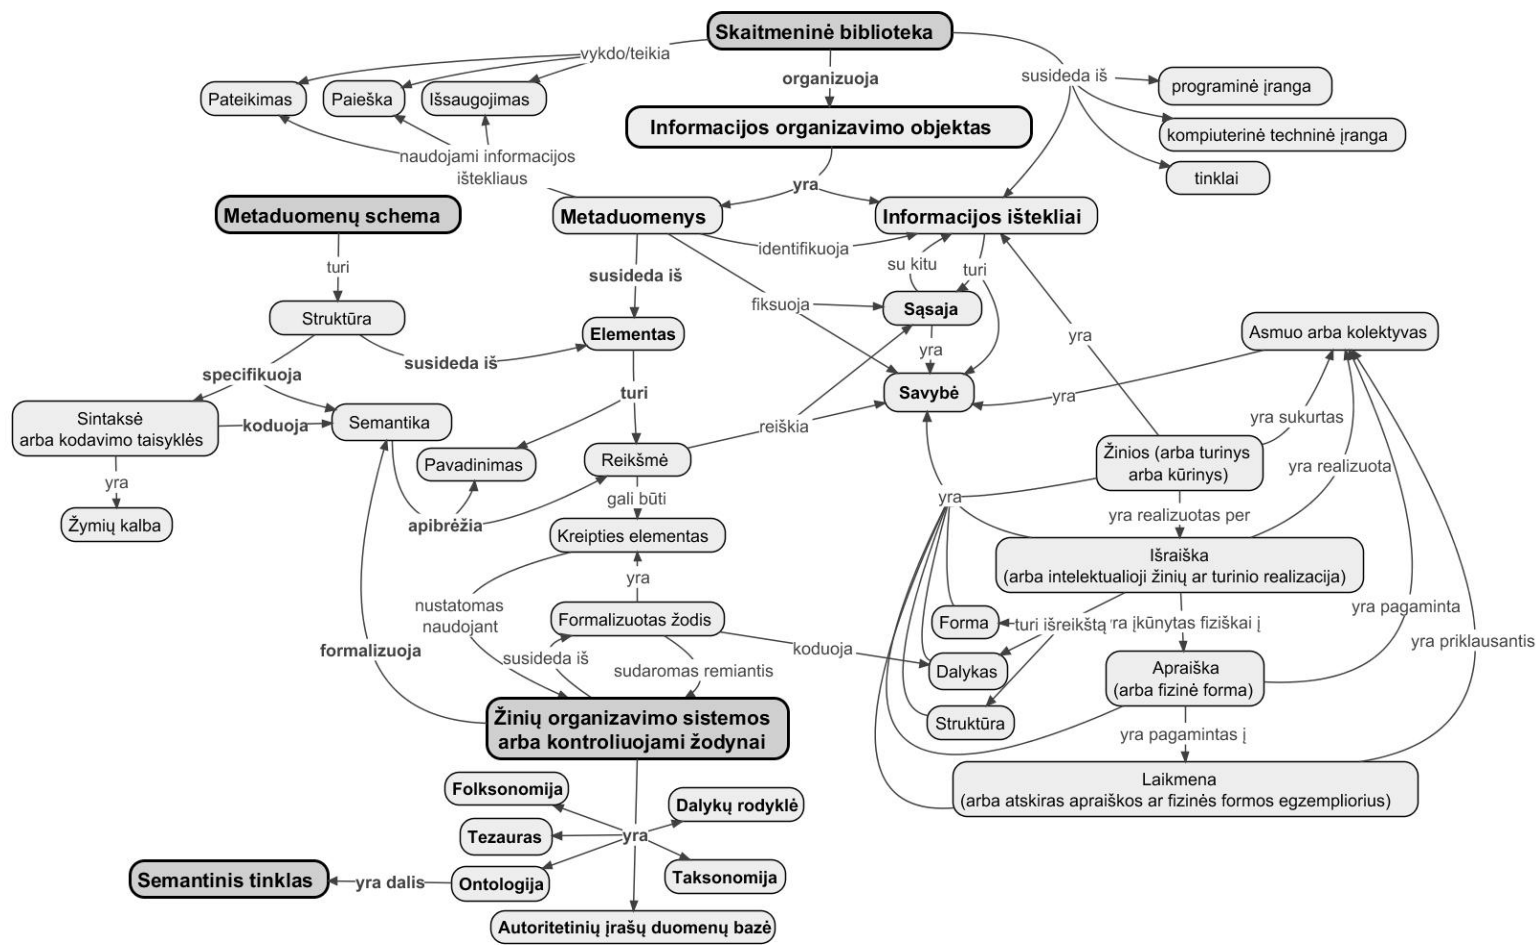 Skaitmeninė biblioteka
vykdo/teikia
organizuoja
susideda iš
Pateikimas
Paieška
Išsaugojimas
programinė įranga
Informacijos organizavimo objektas
kompiuterinė techninė įranga
naudojami informacijos
ištekliaus
tinklai
yra
Metaduomenų schema
Metaduomenys
Informacijos ištekliai
identifikuoja
turi
susideda iš
su kitu
turi
fiksuoja
Struktūra
Elementas
Sąsaja
Asmuo arba kolektyvas
yra
yra
susideda iš
specifikuoja
turi
Savybė
yra
Sintaksė
arba kodavimo taisyklės
koduoja
Semantika
reiškia
yra sukurtas
Pavadinimas
Reikšmė
Žinios (arba turinys
arba kūrinys)
yra realizuota
yra
gali būti
yra
yra realizuotas per
Žymių kalba
apibrėžia
Kreipties elementas
Išraiška
(arba intelektualioji žinių ar turinio realizacija)
yra
nustatomas
naudojant
Formalizuotas žodis
Forma
turi išreikštą
įkūnytas fiziškai į
yra pagaminta
yra priklausantis
formalizuoja
susideda iš
sudaromas remiantis
koduoja
Dalykas
Apraiška
(arba fizinė forma)
Žinių organizavimo sistemos
arba kontroliuojami žodynai
Struktūra
yra pagamintas į
Laikmena
(arba atskiras apraiškos ar fizinės formos egzempliorius)
Folksonomija
Dalykų rodyklė
Tezauras
yra
Semantinis tinklas
yra dalis
Ontologija
Taksonomija
Autoritetinių įrašų duomenų bazė